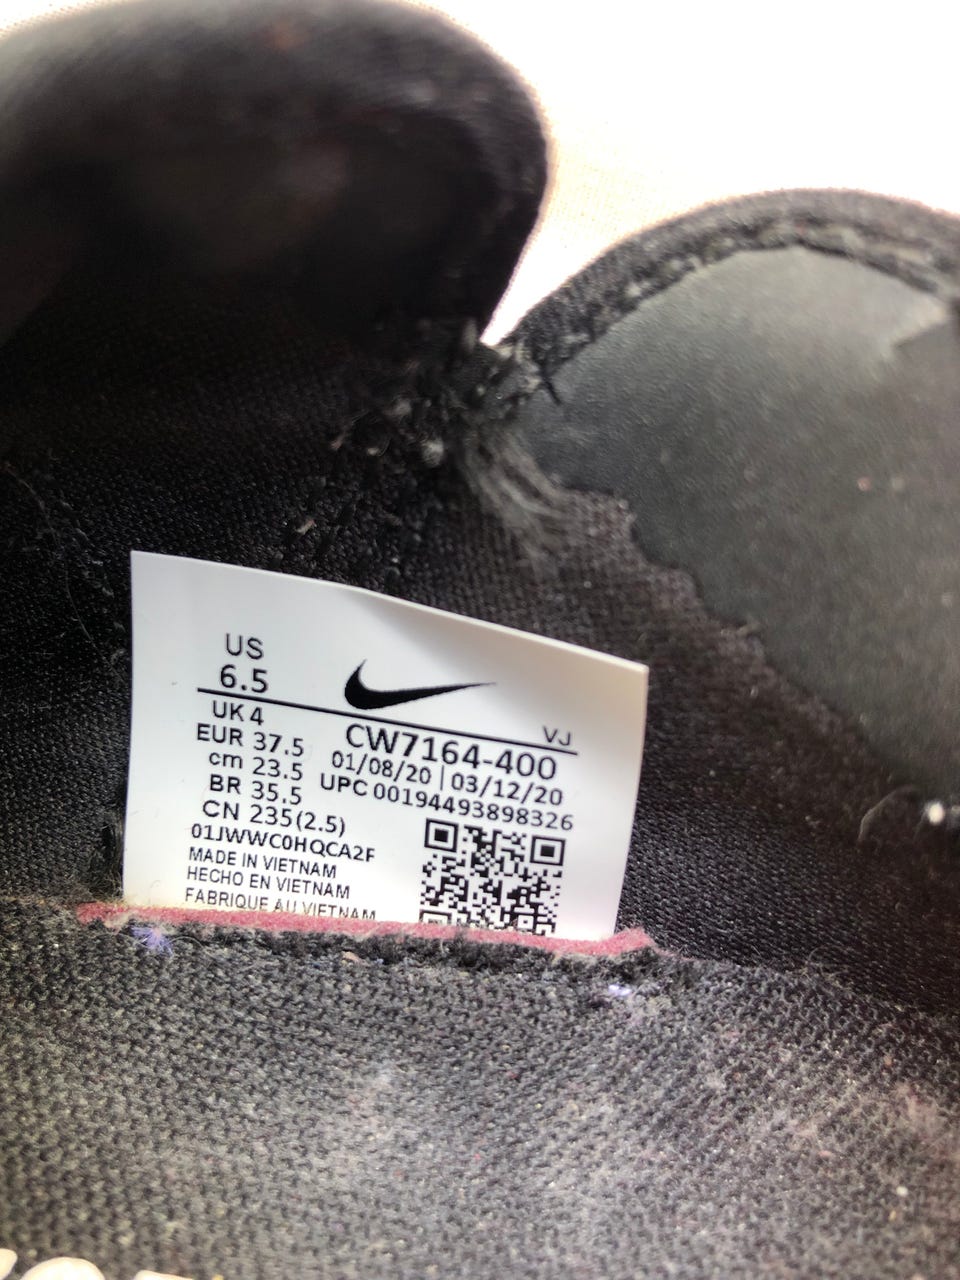 US
6.5
UK 4
EUR 37.5
cm 23.5
BR 35.5
CN 235(2.5)
01JWWC0HQCA2F
MADE IN VIETNAM
HECHO EN VIETNAM
FABRIQUE AU VIETNAM
VJ
CW7164-400
01/08/20 | 03/12/20
UPC 00194493898326